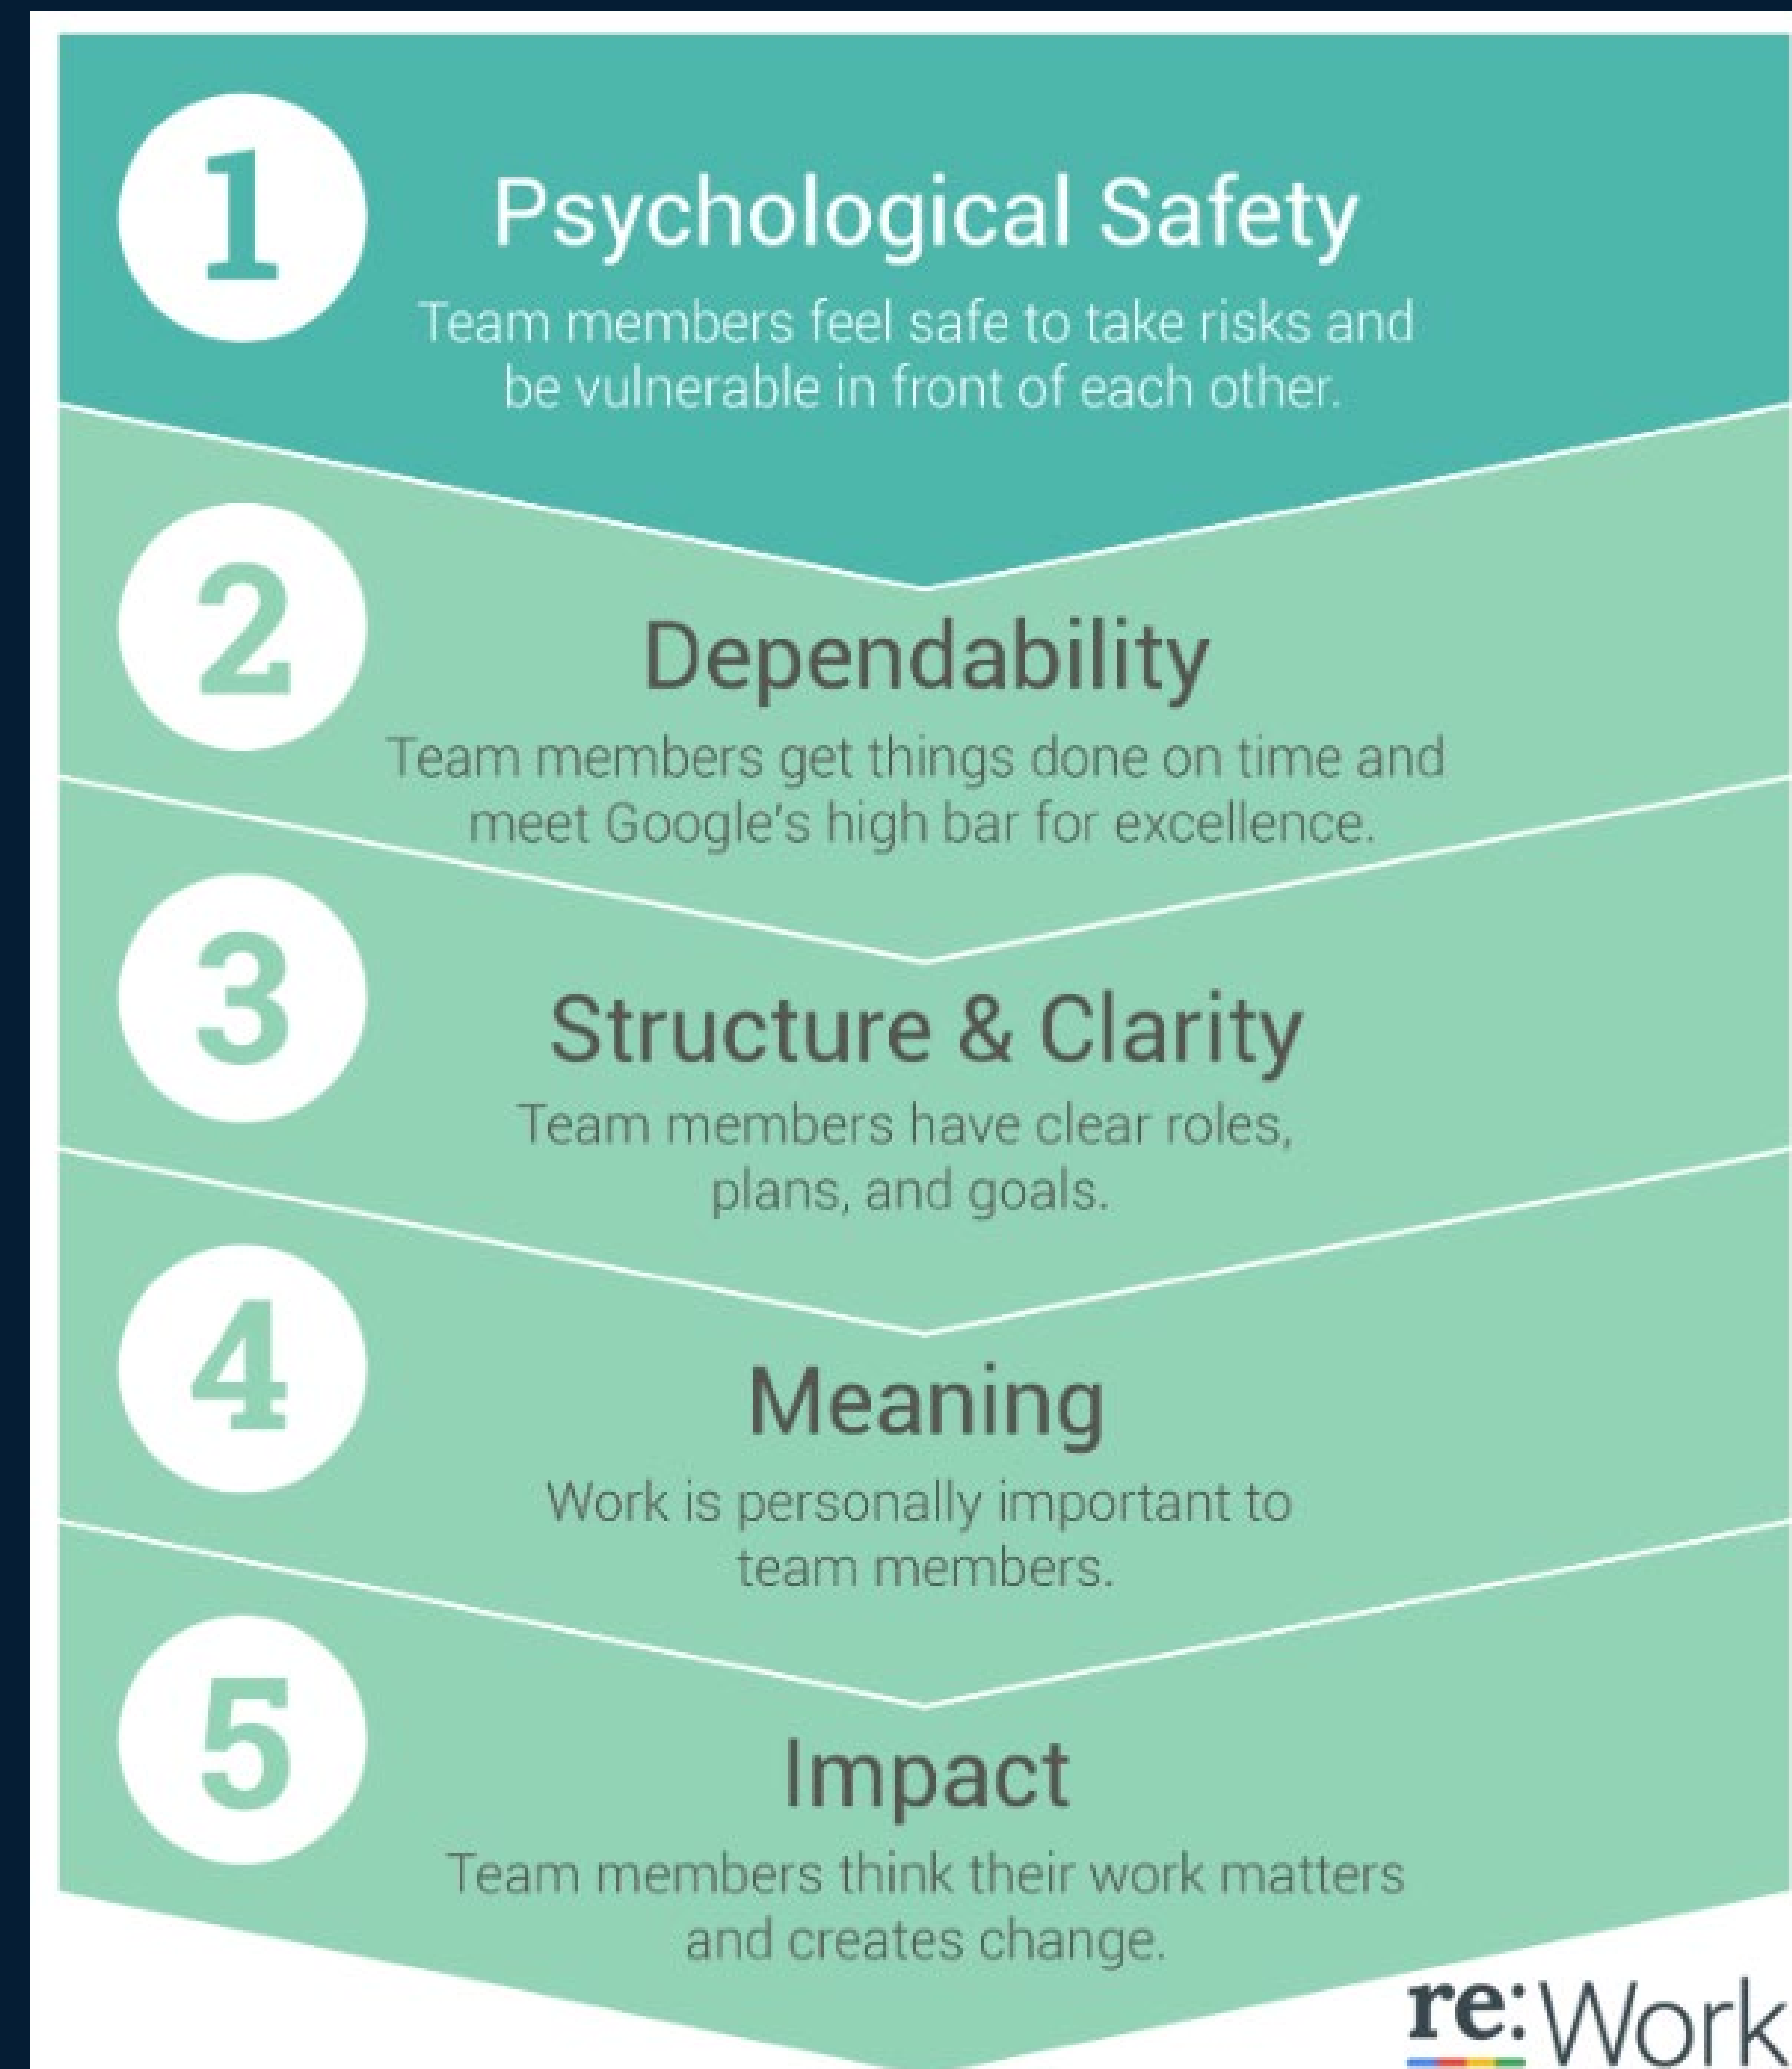 1
Psychological Safety
Team members feel safe to take risks and
be vulnerable in front of each other.
2
Dependability
Team members get things done on time and
meet Google's high bar for excellence.
3
Structure & Clarity
Team members have clear roles,
plans, and goals.
4
Meaning
Work is personally important to
team members.
5
Impact
Team members think their work matters
and creates change.
re:Work